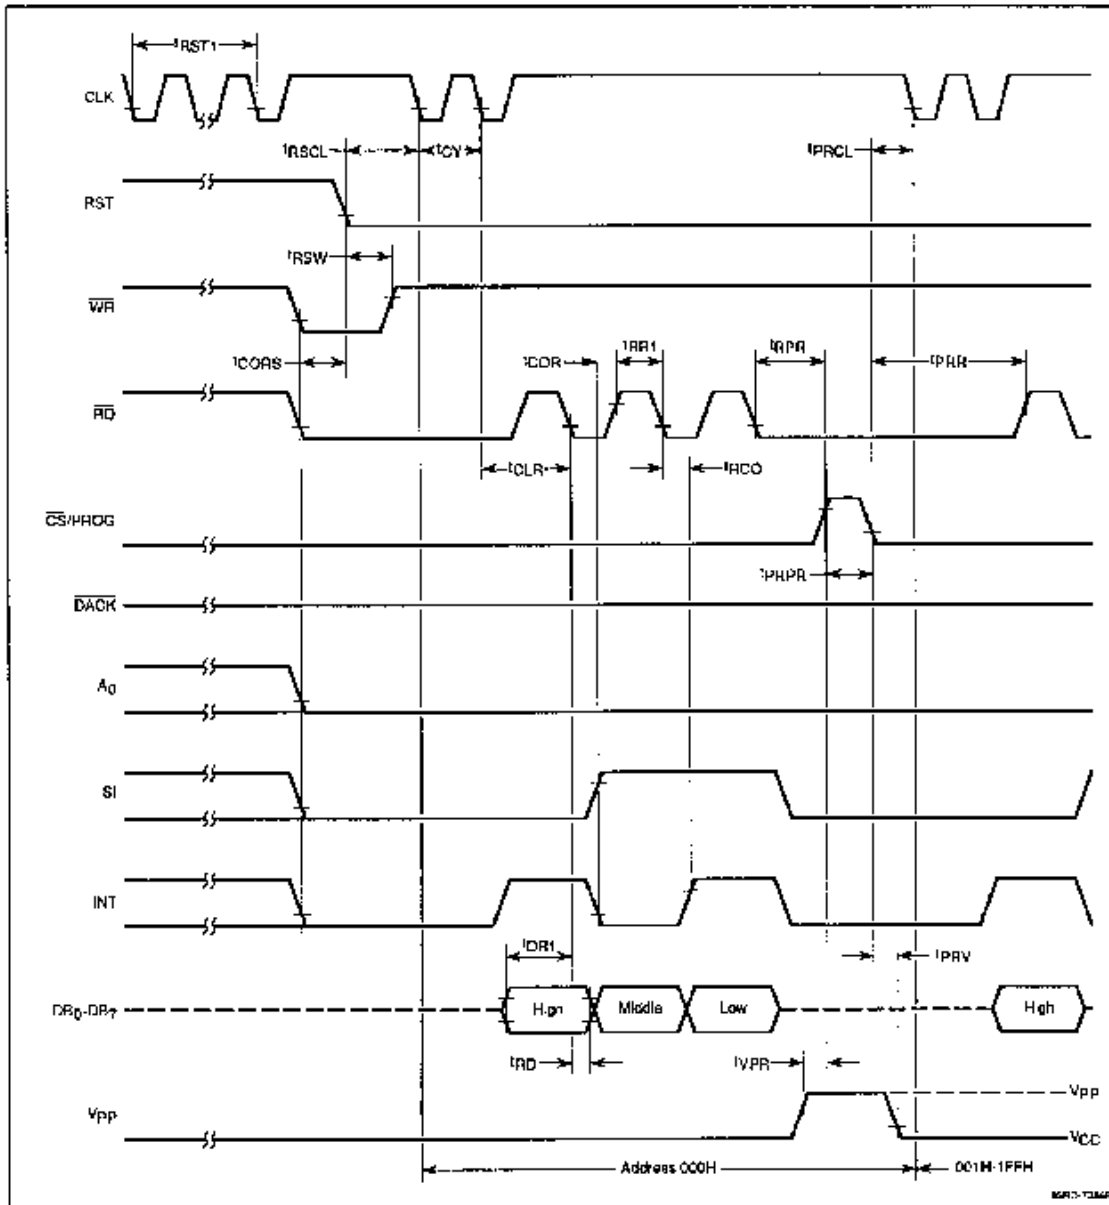 tRST1
CLK
tRSCL
tCY
tPRCL
RST
tRSW
WR
tCORS
tCOR
tRR1
tRPR
tPRR
RD
tCLR
tRCO
CS/PROG
tPRPR
DACK
A0
SI
INT
tDR1
tPRV
DB0-DB7
High
Middle
Low
High
tRD
tVPR
VPP
VPP
VCC
Address 000H
001H-1FFH